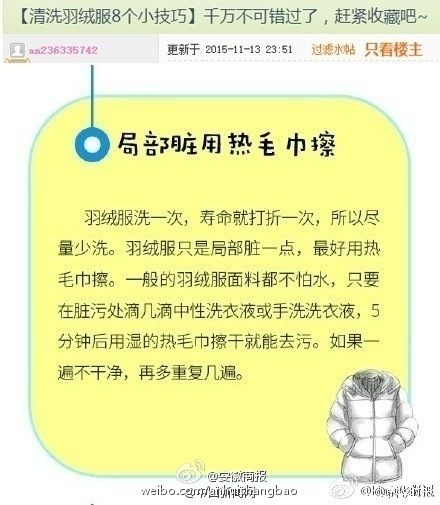 【清洗羽绒服8个小技巧】千万不可错过了，赶紧收藏吧~
an236335742 更新于 2015-11-13 23:51 过滤水帖 只看楼主
局部脏用热毛巾擦
羽绒服洗一次，寿命就打折一次，所以尽
量少洗。羽绒服只是局部脏一点，最好用热
毛巾擦。一般的羽绒服面料都不怕水，只要
在脏污处滴几滴中性洗衣液或手洗洗衣液，5
分钟后用湿的热毛巾擦干就能去污。如果一
遍不干净，再多重复几遍。
@安徽商报
weibo.com/anhuishangbao